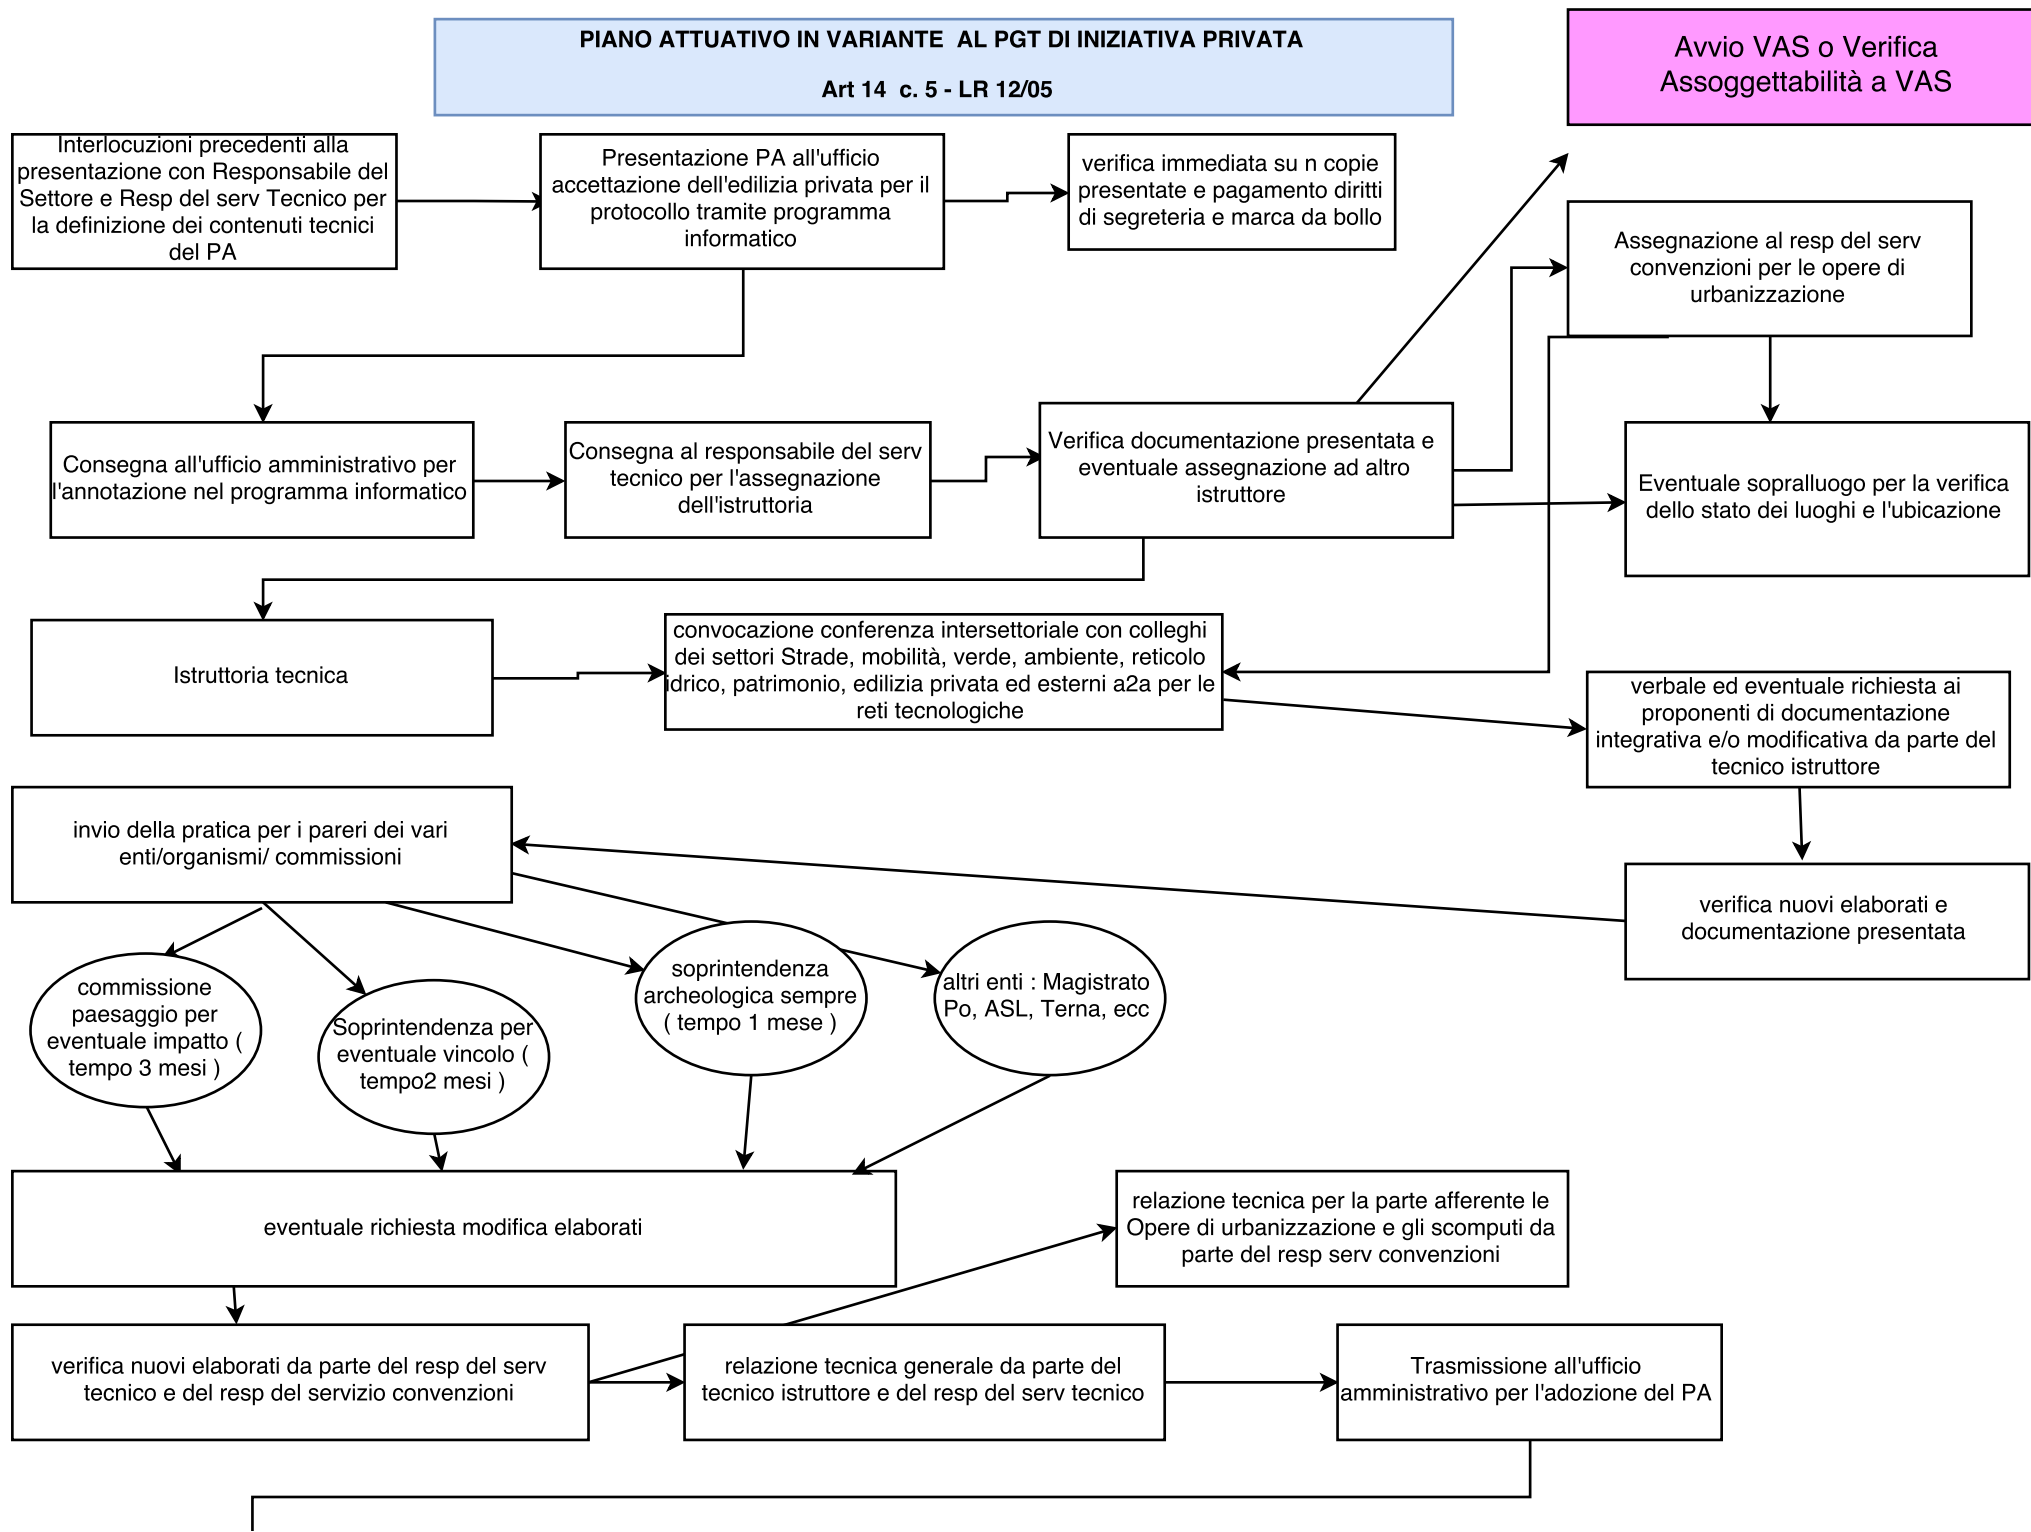 PIANO ATTUATIVO IN VARIANTE  AL PGT DI INIZIATIVA PRIVATA
Art 14  c. 5 - LR 12/05
Avvio VAS o Verifica
Assoggettabilità a VAS
Interlocuzioni precedenti alla
presentazione con Responsabile del
Settore e Resp del serv Tecnico per
la definizione dei contenuti tecnici
del PA
Presentazione PA all'ufficio
accettazione dell'edilizia privata per il
protocollo tramite programma
informatico
verifica immediata su n copie
presentate e pagamento diritti
di segreteria e marca da bollo
Assegnazione al resp del serv
convenzioni per le opere di
urbanizzazione
Consegna all'ufficio amministrativo per
l'annotazione nel programma informatico
Consegna al responsabile del serv
tecnico per l'assegnazione
dell'istruttoria
Verifica documentazione presentata e
eventuale assegnazione ad altro
istruttore
Eventuale sopralluogo per la verifica
dello stato dei luoghi e l'ubicazione
Istruttoria tecnica
convocazione conferenza intersettoriale con colleghi
dei settori Strade, mobilità, verde, ambiente, reticolo
idrico, patrimonio, edilizia privata ed esterni a2a per le
reti tecnologiche
verbale ed eventuale richiesta ai
proponenti di documentazione
integrativa e/o modificativa da parte del
tecnico istruttore
invio della pratica per i pareri dei vari
enti/organismi/ commissioni
verifica nuovi elaborati e
documentazione presentata
commissione
paesaggio per
eventuale impatto (
tempo 3 mesi )
Soprintendenza per
eventuale vincolo (
tempo2 mesi )
soprintendenza
archeologica sempre
( tempo 1 mese )
altri enti : Magistrato
Po, ASL, Terna, ecc
eventuale richiesta modifica elaborati
relazione tecnica per la parte afferente le
Opere di urbanizzazione e gli scomputi da
parte del resp serv convenzioni
verifica nuovi elaborati da parte del resp del serv
tecnico e del resp del servizio convenzioni
relazione tecnica generale da parte del
tecnico istruttore e del resp del serv tecnico
Trasmissione all'ufficio
amministrativo per l'adozione del PA